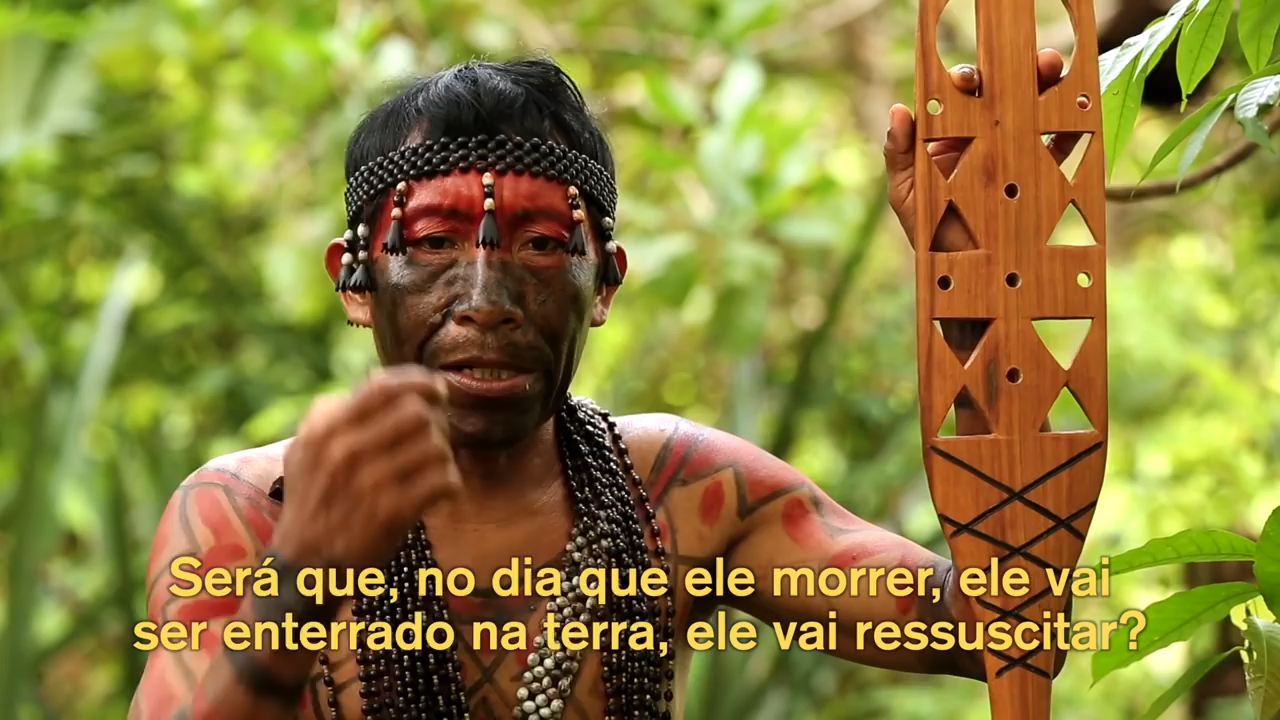 Será que, no dia que ele morrer, ele vai
ser enterrado na terra, ele vai ressuscitar?